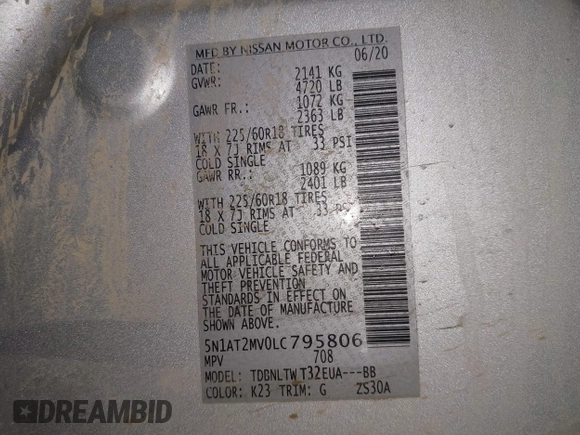 MFD BY NISSAN MOTOR CO., LTD.
DATE: 06/20
GVWR: 2141 KG
4720 LB
GAWR FR.: 1072 KG
2363 LB
WITH 225/60R18 TIRES
18 X 7J RIMS AT 33 PSI
COLD SINGLE
GAWR RR.: 1089 KG
2401 LB
WITH 225/60R18 TIRES
18 X 7J RIMS AT 33 PSI
COLD SINGLE
THIS VEHICLE CONFORMS TO
ALL APPLICABLE FEDERAL
MOTOR VEHICLE SAFETY AND
THEFT PREVENTION
STANDARDS IN EFFECT ON
THE DATE OF MANUFACTURE
SHOWN ABOVE.
5N1AT2MV0LC795806
MPV 708
MODEL: TDBNLTWT32EUA---BB
COLOR: K23 TRIM: G ZS30A
DREAMBID